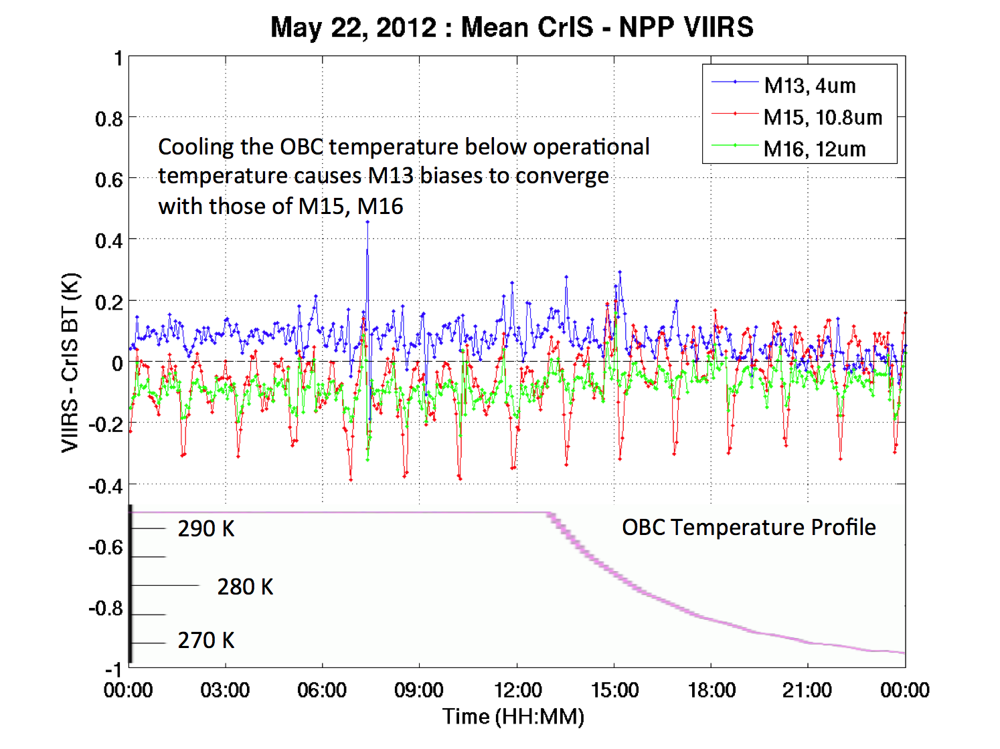 May 22, 2012 : Mean CrIS - NPP VIIRS
1
0.8
0.6
0.4
0.2
0
-0.2
-0.4
-0.6
-0.8
-1
VIIRS - CrIS BT (K)
M13, 4um
M15, 10.8um
M16, 12um
Cooling the OBC temperature below operational
temperature causes M13 biases to converge
with those of M15, M16
290 K
280 K
270 K
OBC Temperature Profile
00:00 03:00 06:00 09:00 12:00 15:00 18:00 21:00 00:00
Time (HH:MM)